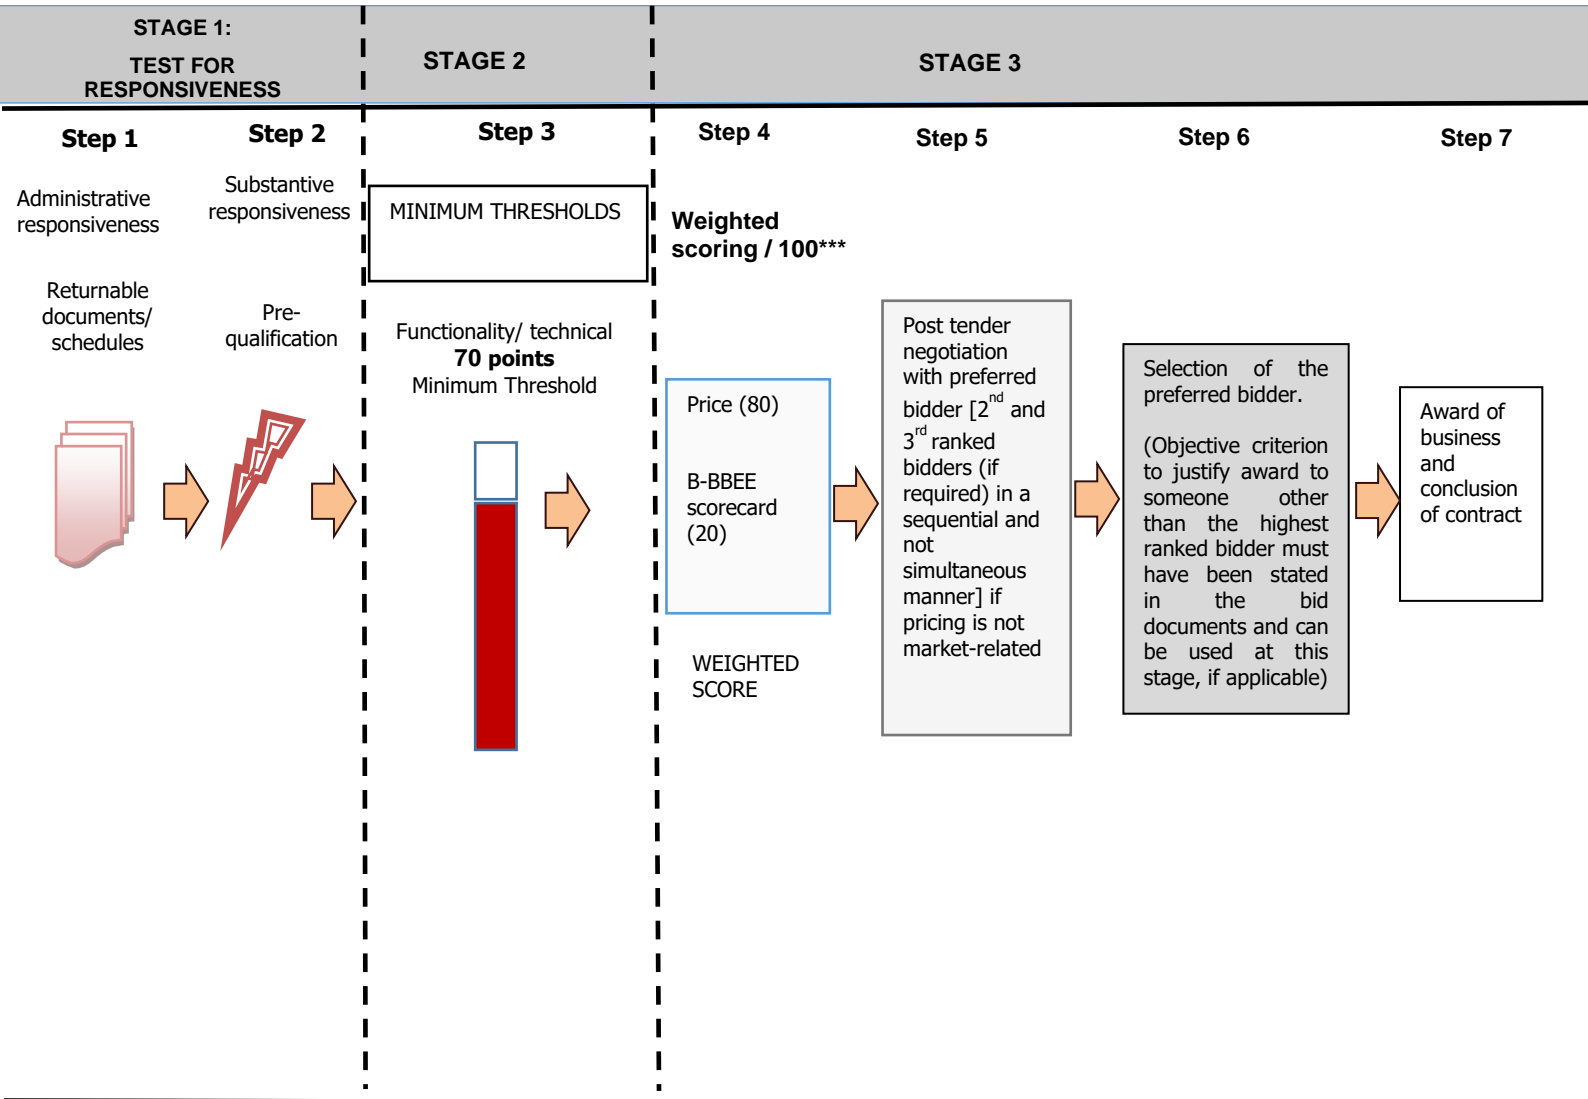 STAGE 1:
TEST FOR
RESPONSIVENESS
STAGE 2
STAGE 3
Step 1
Step 2
Step 3
Step 4
Step 5
Step 6
Step 7
Administrative
responsiveness
Returnable
documents/
schedules
Substantive
responsiveness
Pre-
qualification
MINIMUM THRESHOLDS
Functionality/ technical
70 points
Minimum Threshold
Weighted
scoring / 100***
Price (80)
B-BBEE
scorecard
(20)
WEIGHTED
SCORE
Post tender
negotiation
with preferred
bidder [2nd and
3rd ranked
bidders (if
required) in a
sequential and
not
simultaneous
manner] if
pricing is not
market-related
Selection of the
preferred bidder.
(Objective criterion
to justify award to
someone other
than the highest
ranked bidder must
have been stated
in the bid
documents and can
be used at this
stage, if applicable)
Award of
business
and
conclusion
of contract